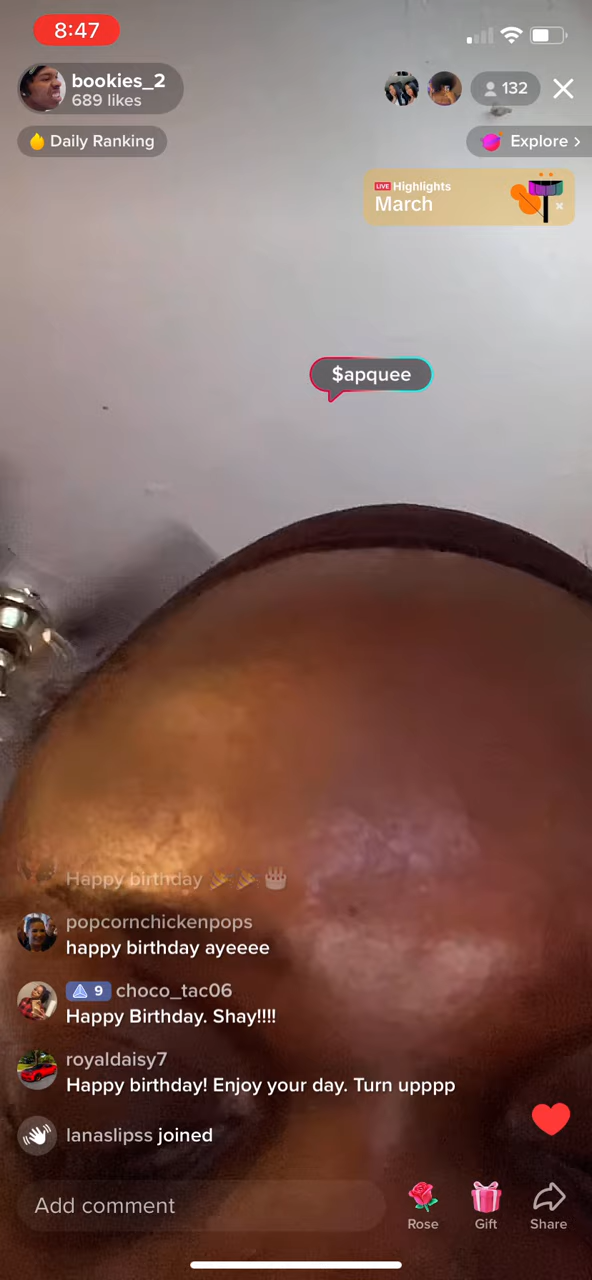 8:47
bookies_2
689 likes
132
Daily Ranking
Explore >
LIVE Highlights
March
$apquee
Happy birthday 🎉🎉🎂
popcornchickenpops
happy birthday ayeeee
9 choco_tac06
Happy Birthday. Shay!!!!
royaldaisy7
Happy birthday! Enjoy your day. Turn upppp
lanaslipss joined
Add comment
Rose
Gift
Share